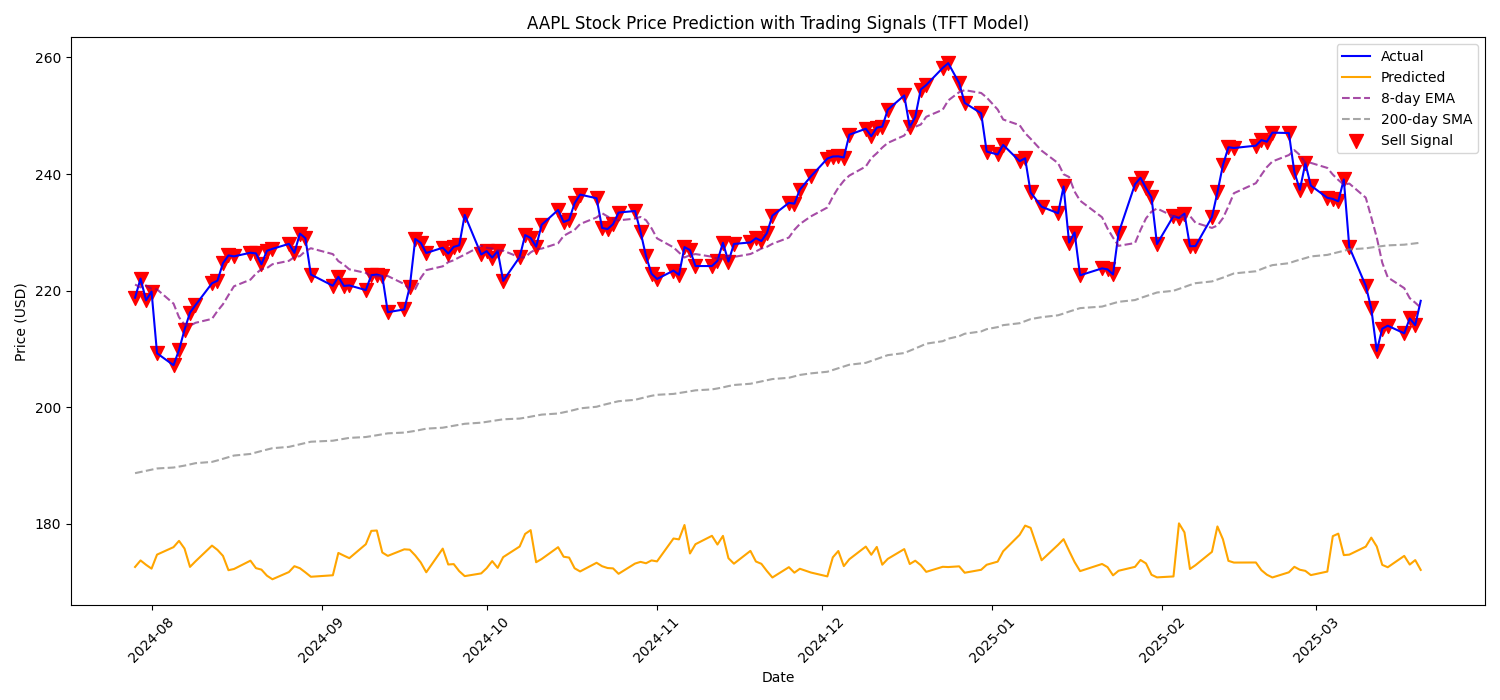 AAPL Stock Price Prediction with Trading Signals (TFT Model)
Actual
Predicted
8-day EMA
200-day SMA
Sell Signal
Price (USD)
260
240
220
200
180
2024-08
2024-09
2024-10
2024-11
2024-12
2025-01
2025-02
2025-03
Date